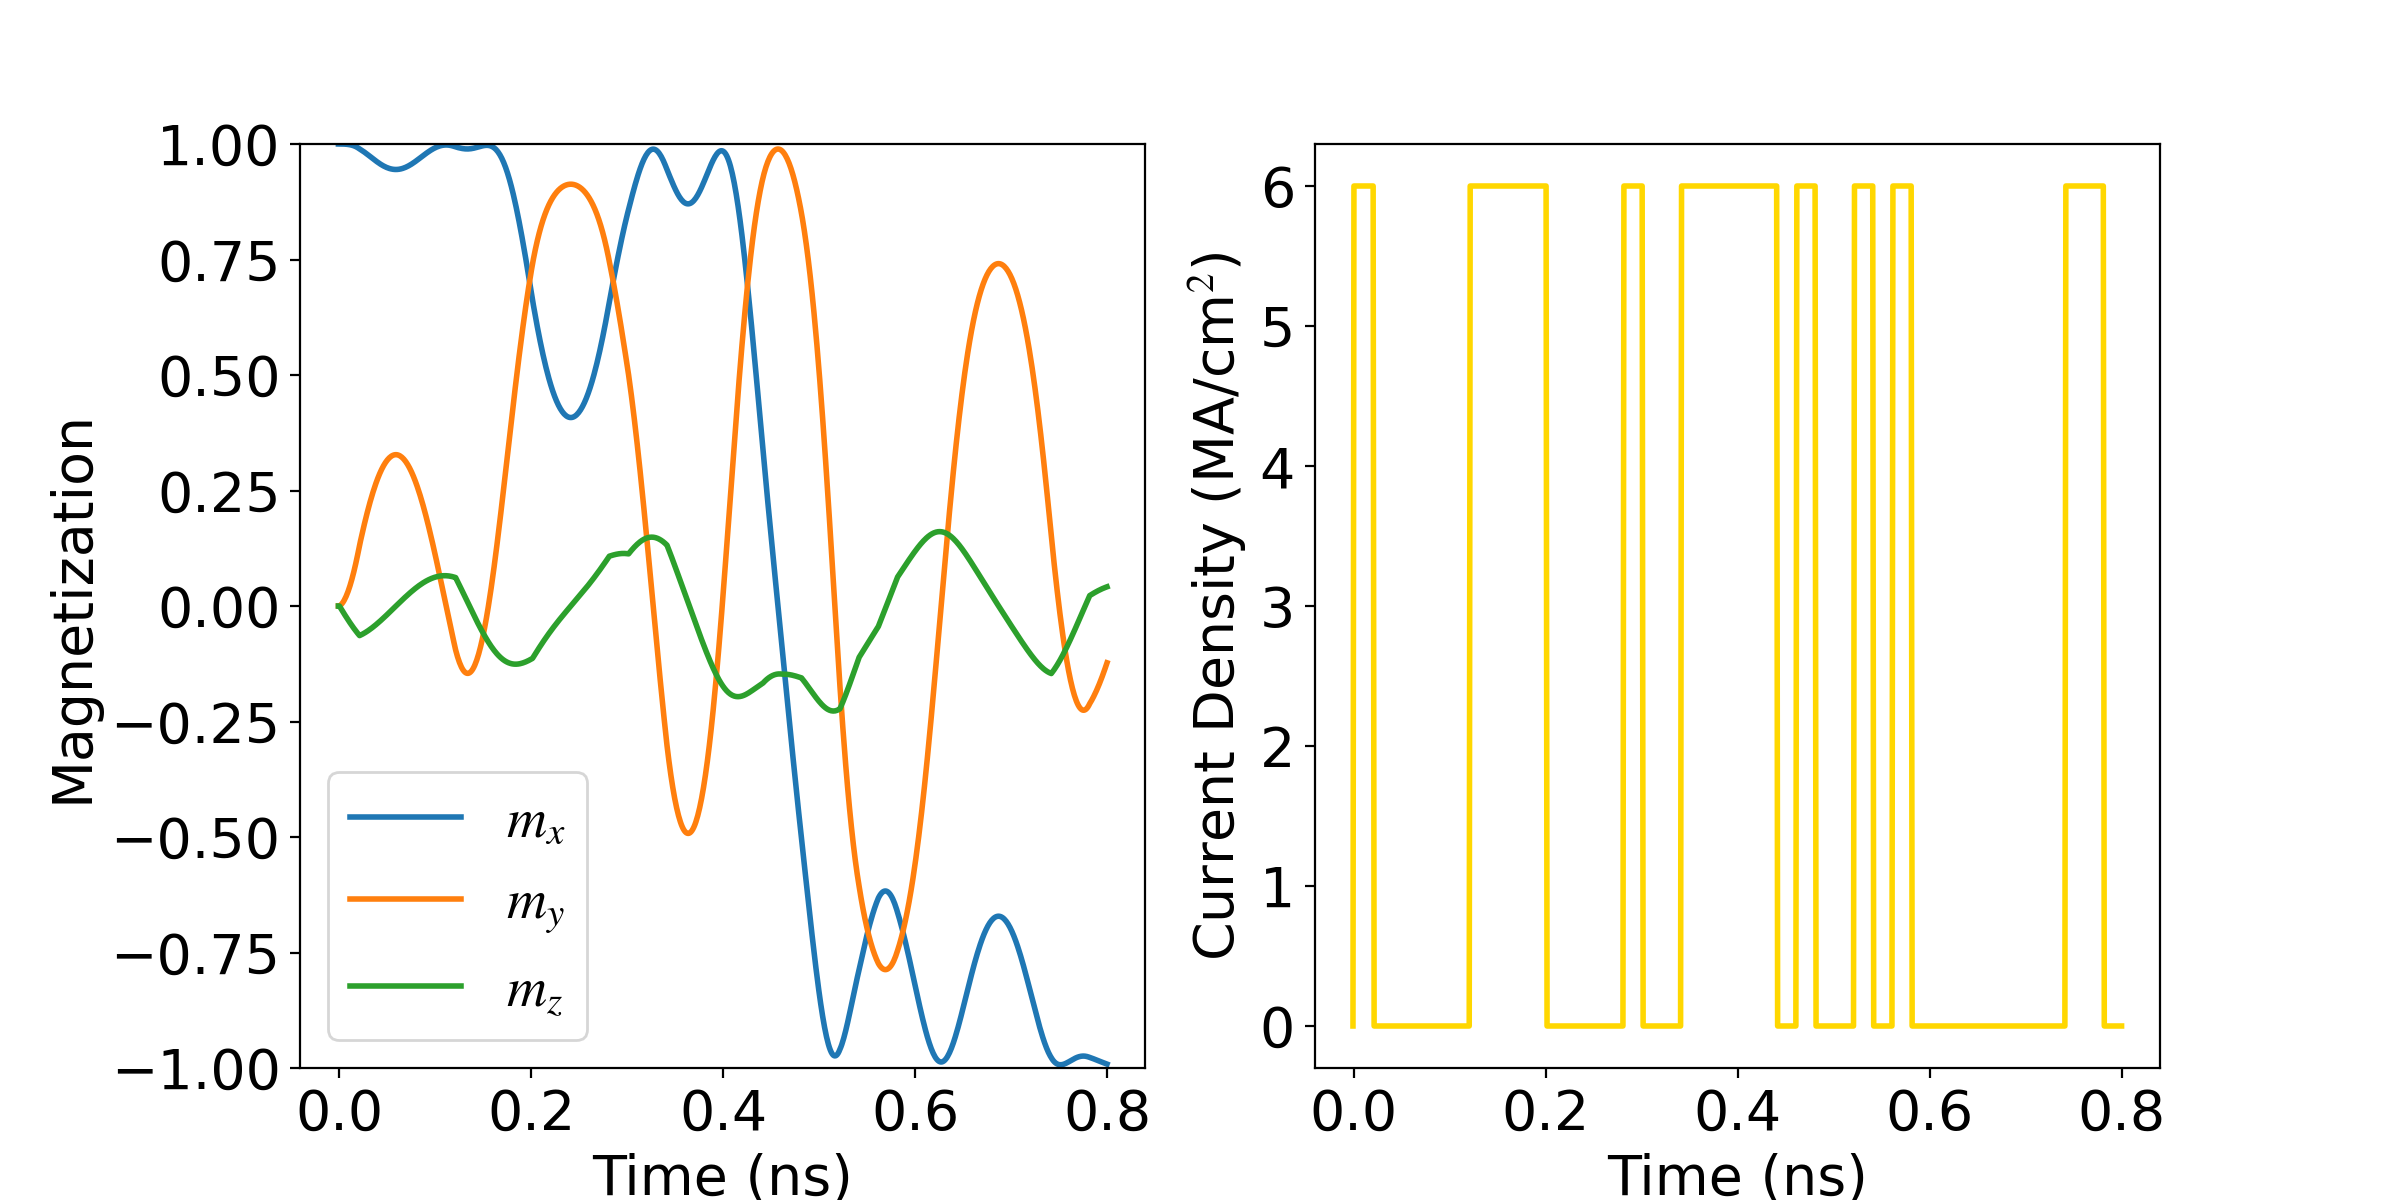 Magnetization
1.00
0.75
0.50
0.25
0.00
−0.25
−0.50
−0.75
−1.00
m_x
m_y
m_z
0.0 0.2 0.4 0.6 0.8
Time (ns)
Current Density (MA/cm²)
6
5
4
3
2
1
0
0.0 0.2 0.4 0.6 0.8
Time (ns)